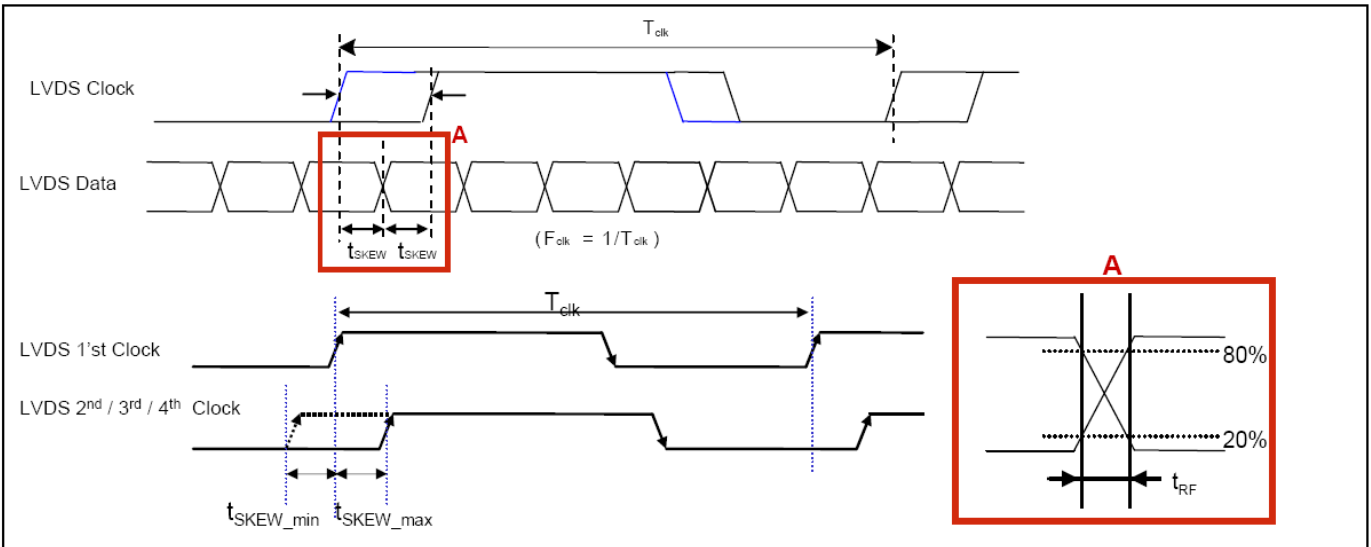 Tclk
LVDS Clock
A
LVDS Data
tSKEW tSKEW
(Fclk = 1/Tclk)
A
Tclk
LVDS 1'st Clock
80%
LVDS 2nd / 3rd / 4th Clock
20%
tRF
tSKEW_min tSKEW_max